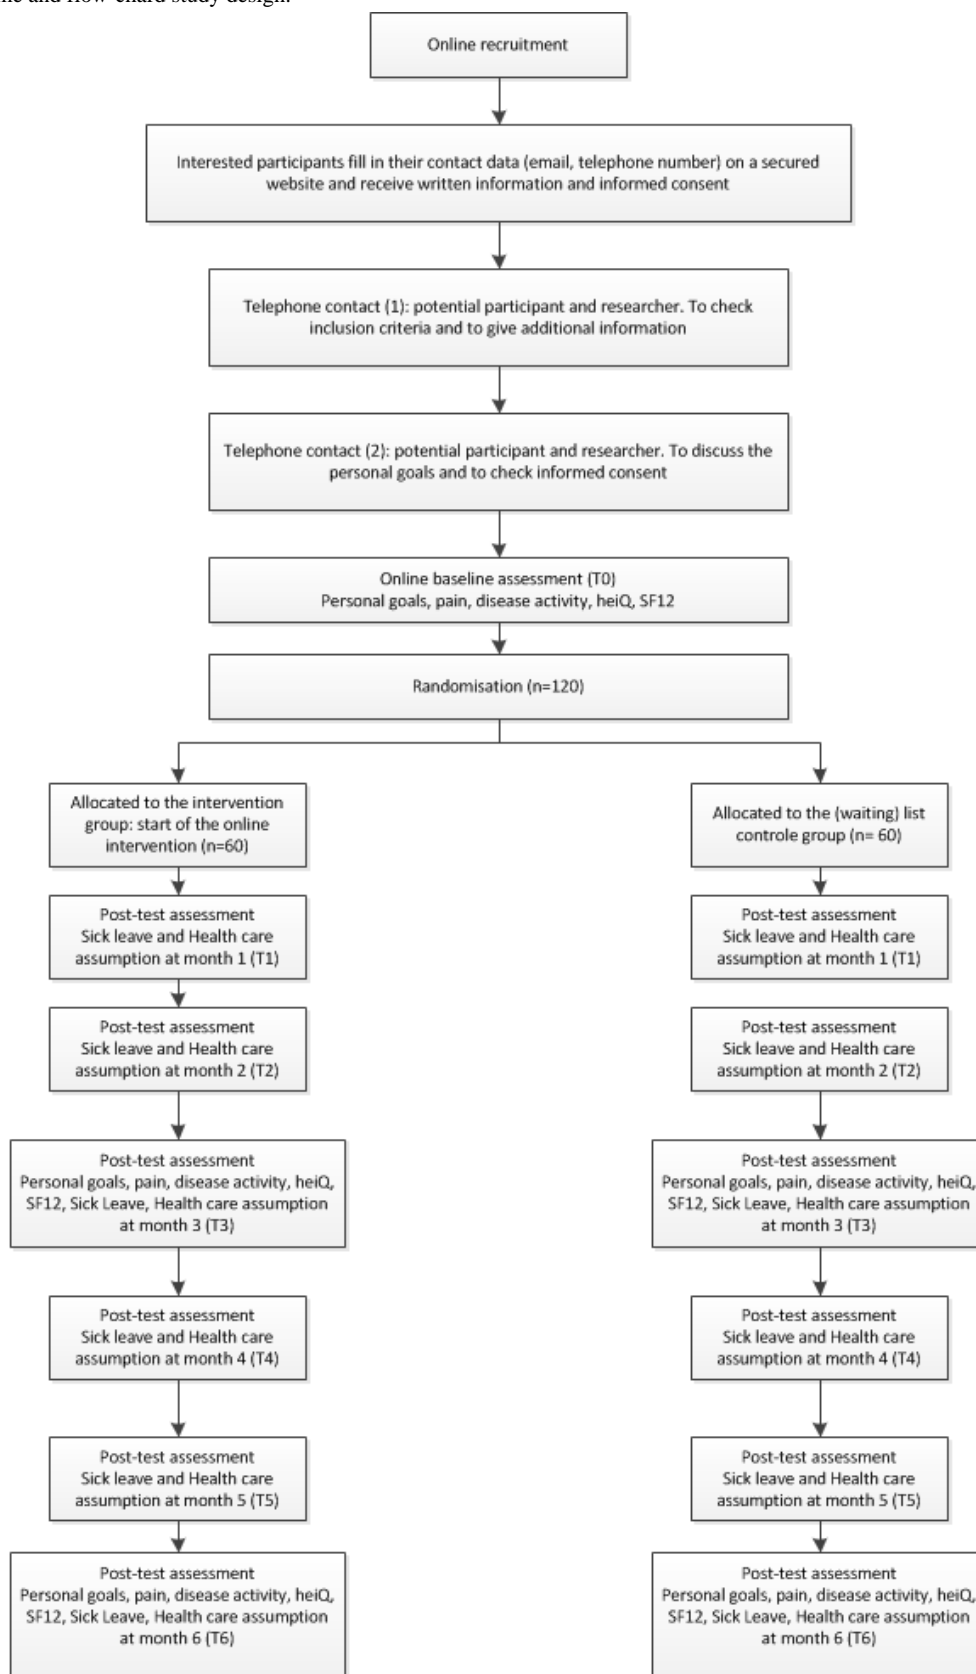 and flow-chard study design.
Online recruitment
Interested participants fill in their contact data (email, telephone number) on a secured
website and receive written information and informed consent
Telephone contact (1): potential participant and researcher. To check
inclusion criteria and to give additional information
Telephone contact (2): potential participant and researcher. To discuss the
personal goals and to check informed consent
Online baseline assessment (T0)
Personal goals, pain, disease activity, heiQ, SF12
Randomisation (n=120)
Allocated to the intervention
group: start of the online
intervention (n=60)
Allocated to the (waiting) list
controle group (n= 60)
Post-test assessment
Sick leave and Health care
assumption at month 1 (T1)
Post-test assessment
Sick leave and Health care
assumption at month 1 (T1)
Post-test assessment
Sick leave and Health care
assumption at month 2 (T2)
Post-test assessment
Sick leave and Health care
assumption at month 2 (T2)
Post-test assessment
Personal goals, pain, disease activity, heiQ,
SF12, Sick Leave, Health care assumption
at month 3 (T3)
Post-test assessment
Personal goals, pain, disease activity, heiQ,
SF12, Sick Leave, Health care assumption
at month 3 (T3)
Post-test assessment
Sick leave and Health care
assumption at month 4 (T4)
Post-test assessment
Sick leave and Health care
assumption at month 4 (T4)
Post-test assessment
Sick leave and Health care
assumption at month 5 (T5)
Post-test assessment
Sick leave and Health care
assumption at month 5 (T5)
Post-test assessment
Personal goals, pain, disease activity, heiQ,
SF12, Sick Leave, Health care assumption
at month 6 (T6)
Post-test assessment
Personal goals, pain, disease activity, heiQ,
SF12, Sick Leave, Health care assumption
at month 6 (T6)